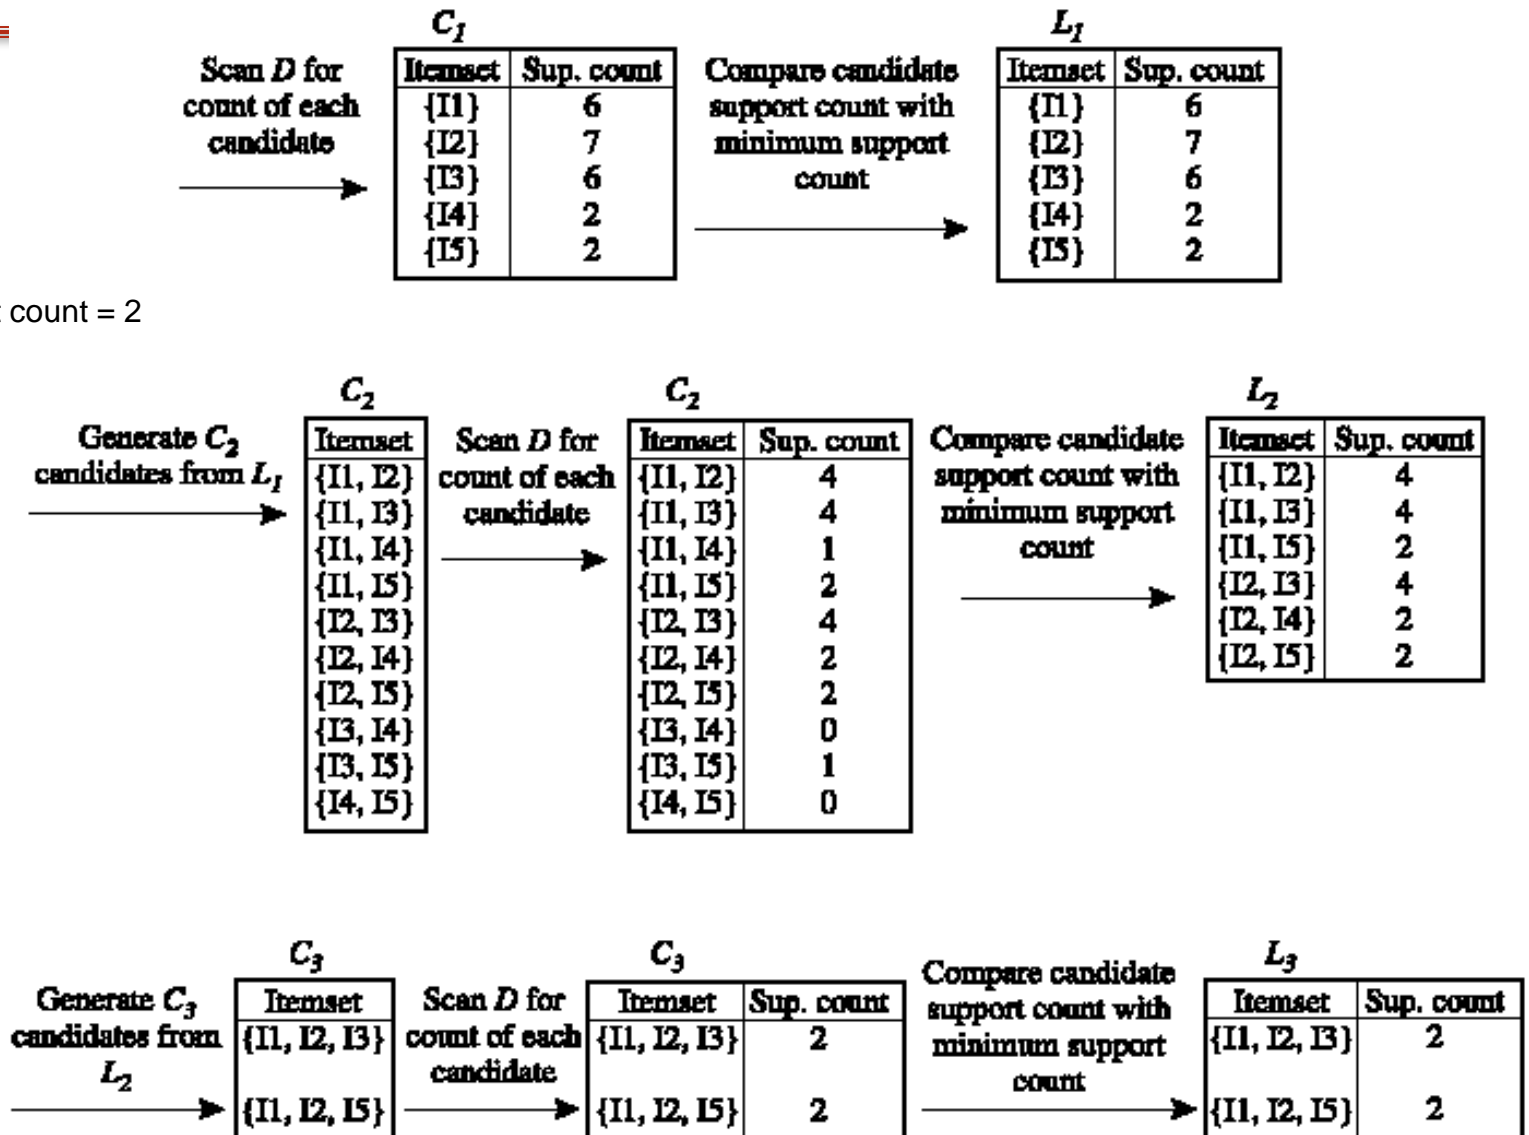 C1
L1
Scan D for
count of each
candidate
Itemset Sup. count
{I1} 6
{I2} 7
{I3} 6
{I4} 2
{I5} 2
Compare candidate
support count with
minimum support
count
Itemset Sup. count
{I1} 6
{I2} 7
{I3} 6
{I4} 2
{I5} 2
count = 2
C2
C2
L2
Generate C2
candidates from L1
Itemset
{I1, I2}
{I1, I3}
{I1, I4}
{I1, I5}
{I2, I3}
{I2, I4}
{I2, I5}
{I3, I4}
{I3, I5}
{I4, I5}
Scan D for
count of each
candidate
Itemset Sup. count
{I1, I2} 4
{I1, I3} 4
{I1, I4} 1
{I1, I5} 2
{I2, I3} 4
{I2, I4} 2
{I2, I5} 2
{I3, I4} 0
{I3, I5} 1
{I4, I5} 0
Compare candidate
support count with
minimum support
count
Itemset Sup. count
{I1, I2} 4
{I1, I3} 4
{I1, I5} 2
{I2, I3} 4
{I2, I4} 2
{I2, I5} 2
C3
C3
L3
Generate C3
candidates from
L2
Itemset
{I1, I2, I3}
{I1, I2, I5}
Scan D for
count of each
candidate
Itemset Sup. count
{I1, I2, I3} 2
{I1, I2, I5} 2
Compare candidate
support count with
minimum support
count
Itemset Sup. count
{I1, I2, I3} 2
{I1, I2, I5} 2